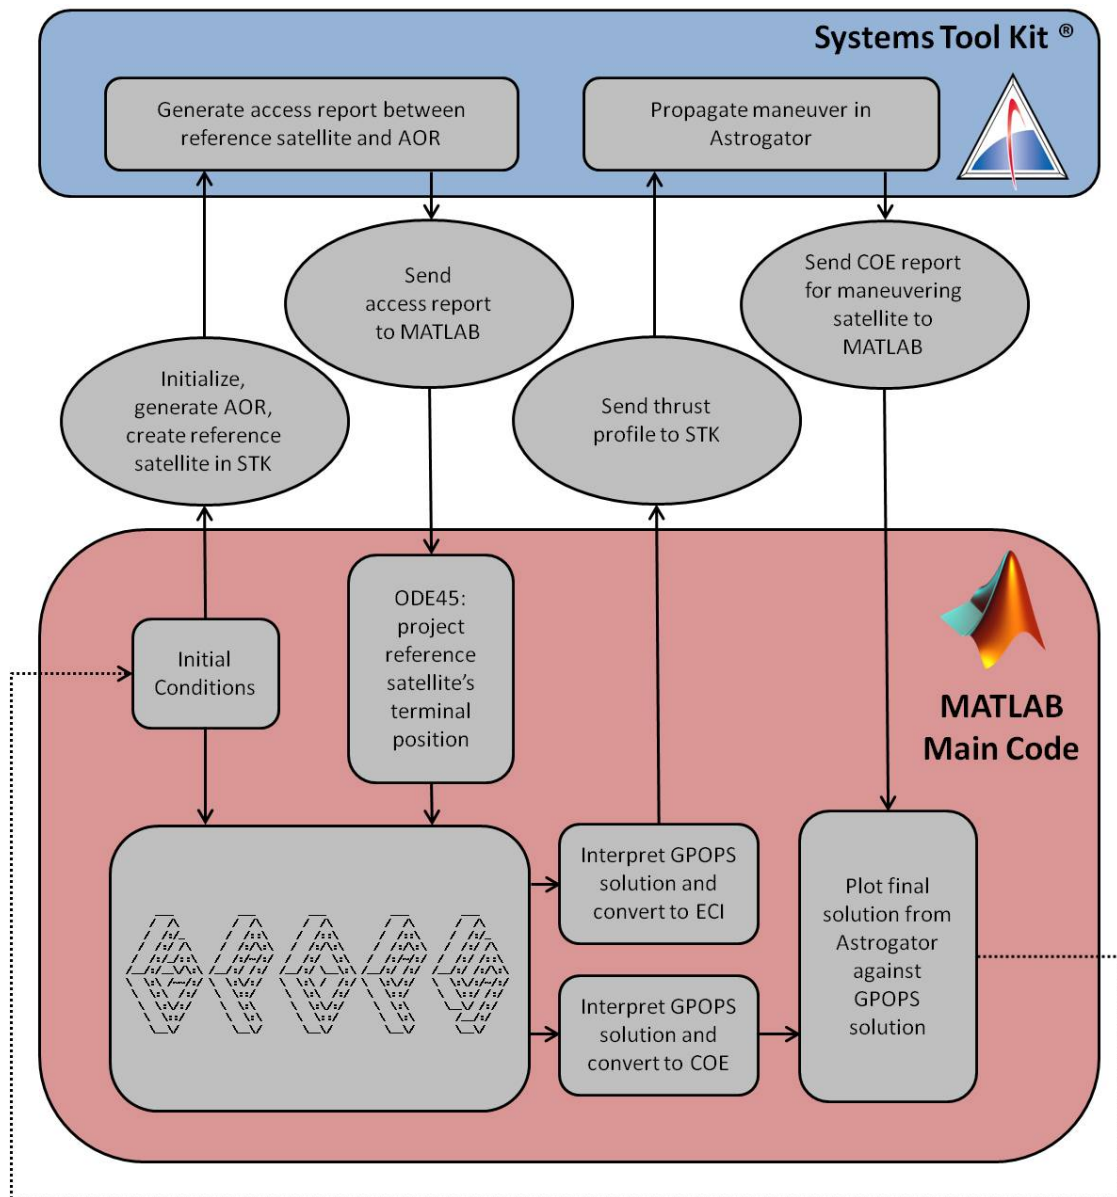 Systems Tool Kit ®
Generate access report between
reference satellite and AOR
Propagate maneuver in
Astrogator
Send
access report
to MATLAB
Send COE report
for maneuvering
satellite to
MATLAB
Initialize,
generate AOR,
create reference
satellite in STK
Send thrust
profile to STK
ODE45:
project
reference
satellite’s
terminal
position
Initial
Conditions
MATLAB
Main Code
Interpret GPOPS
solution and
convert to ECI
Plot final
solution from
Astrogator
against
GPOPS
solution
Interpret GPOPS
solution and
convert to COE